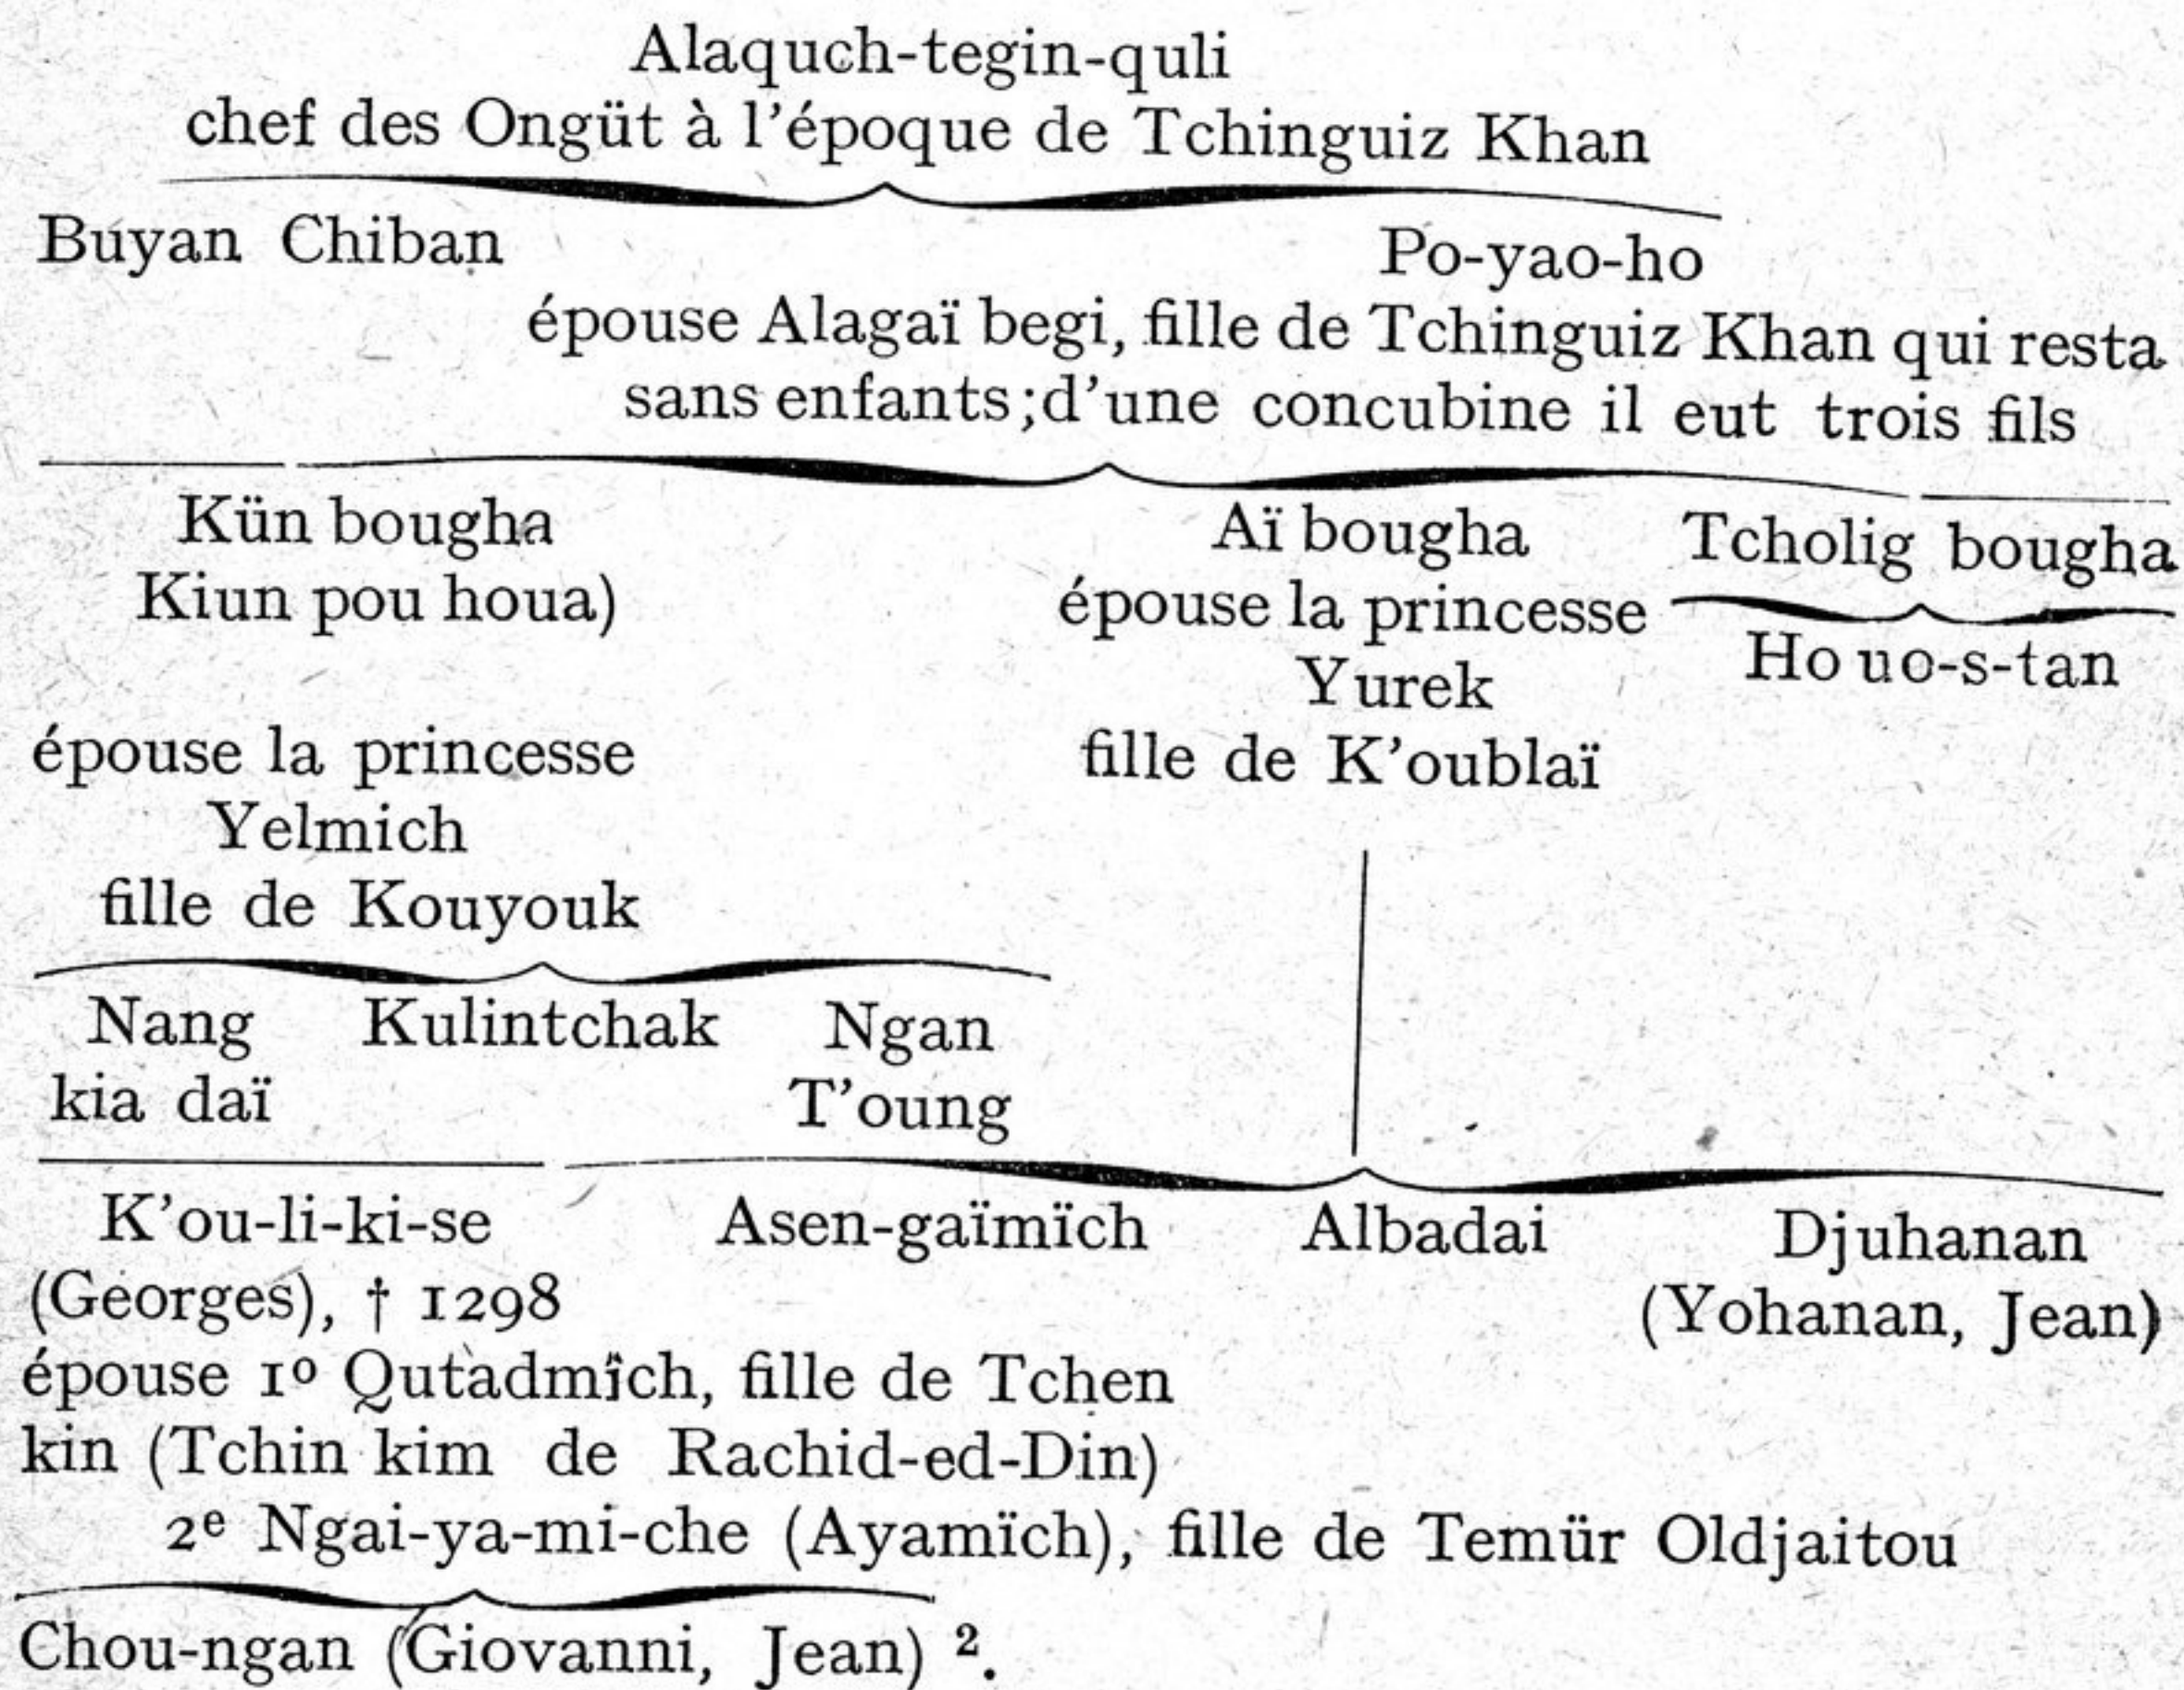 Alaquch-tegin-quli
chef des Ongüt à l'époque de Tchinguiz Khan
Buyan Chiban
Po-yao-ho
épouse Alagaï begi, fille de Tchinguiz Khan qui resta
sans enfants; d'une concubine il eut trois fils
Kün bougha
Kiun pou houa)
épouse la princesse
Yelmich
fille de Kouyouk
Aï bougha
épouse la princesse
Yurek
fille de K'oublaï
Tcholig bougha
Ho uo-s-tan
Nang
kia daï
Kulintchak
Ngan
T'oung
K'ou-li-ki-se
(Georges), † 1298
épouse 1º Qutàdmîch, fille de Tchen
kin (Tchin kim de Rachid-ed-Din)
2e Ngai-ya-mi-che (Ayamïch), fille de Temür Oldjaitou
Asen-gaïmïch
Albadai
Djuhanan
(Yohanan, Jean)
Chou-ngan (Giovanni, Jean) ².